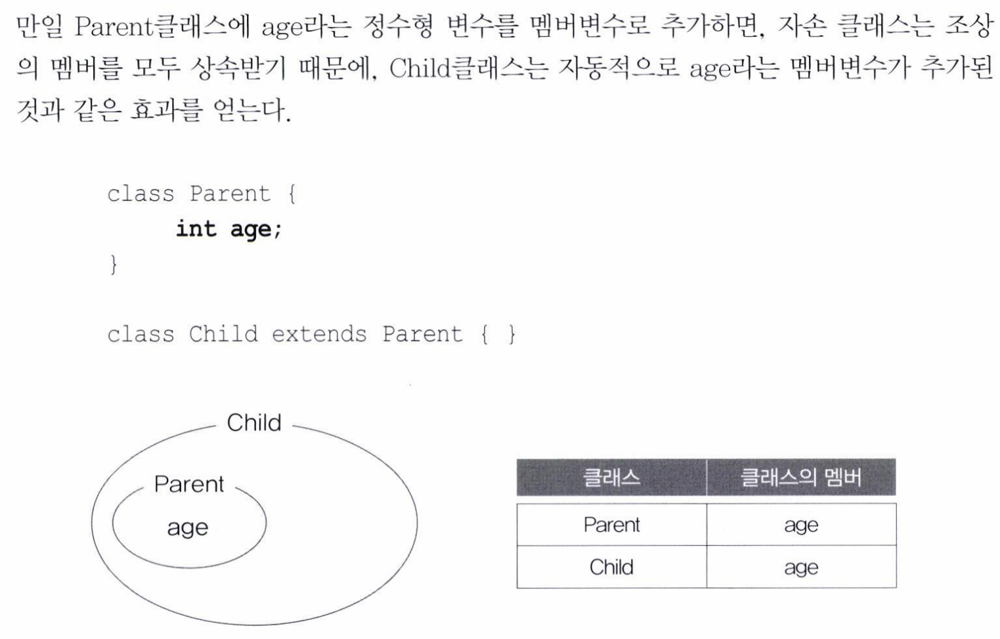 만일 Parent클래스에 age라는 정수형 변수를 멤버변수로 추가하면, 자손 클래스는 조상
의 멤버를 모두 상속받기 때문에, Child클래스는 자동적으로 age라는 멤버변수가 추가된
것과 같은 효과를 얻는다.
class Parent {
int age;
}
class Child extends Parent { }
Child
Parent
age
클래스 클래스의 멤버
Parent age
Child age